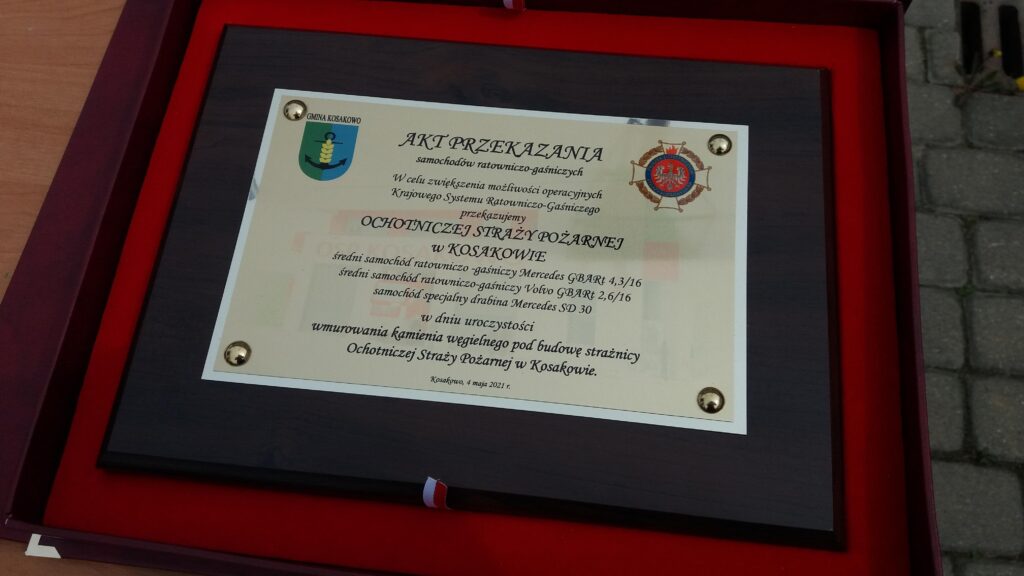 GMINA KOSAKOWO
AKT PRZEKAZANIA
samochodów ratowniczo-gaśniczych
W celu zwiększenia możliwości operacyjnych
Krajowego Systemu Ratowniczo-Gaśniczego
przekazujemy
OCHOTNICZEJ STRAŻY POŻARNEJ
w KOSAKOWIE
średni samochód ratowniczo -gaśniczy Mercedes GBARt 4,3/16
średni samochód ratowniczo-gaśniczy Volvo GBARt 2,6/16
samochód specjalny drabina Mercedes SD 30
w dniu uroczystości
wmurowania kamienia węgielnego pod budowę strażnicy
Ochotniczej Straży Pożarnej w Kosakowie.
Kosakowo, 4 maja 2021 r.